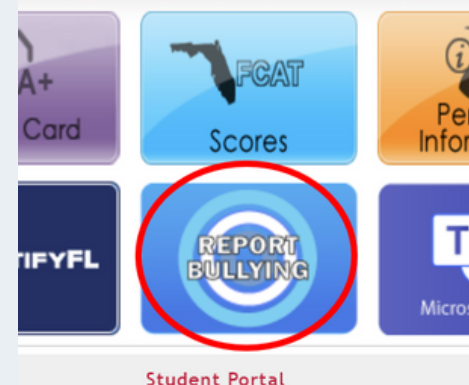 A+
Card
FCAT
Scores
i
Per
Infor
TIFYFL
REPORT
BULLYING
T
Micros
Student Portal